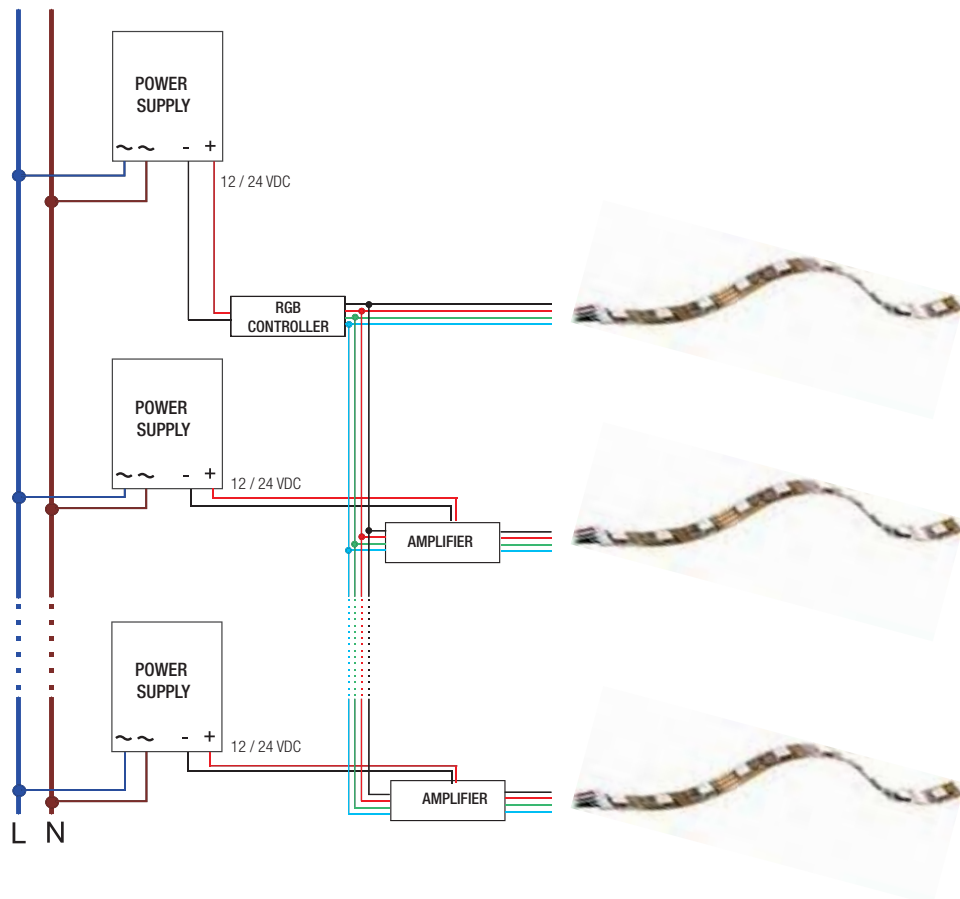 POWER
SUPPLY
~ ~ - +
12 / 24 VDC
RGB
CONTROLLER
POWER
SUPPLY
~ ~ - +
12 / 24 VDC
AMPLIFIER
POWER
SUPPLY
~ ~ - +
12 / 24 VDC
AMPLIFIER
L N